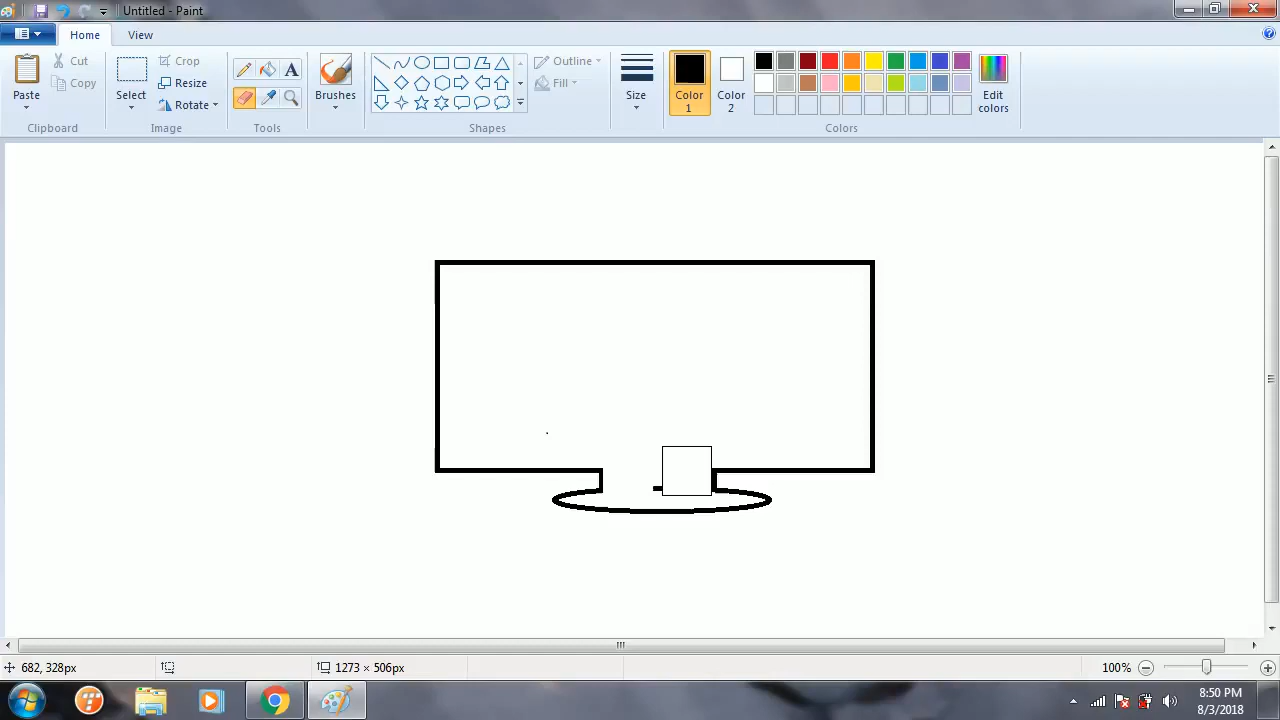 Untitled - Paint
Home View
Paste
Cut
Copy
Clipboard
Select
Crop
Resize
Rotate
Image
A
Tools
Brushes
Outline
Fill
Shapes
Size
Color 1
Color 2
Edit colors
Colors
682, 328px
1273 × 506px
100%
8:50 PM
8/3/2018